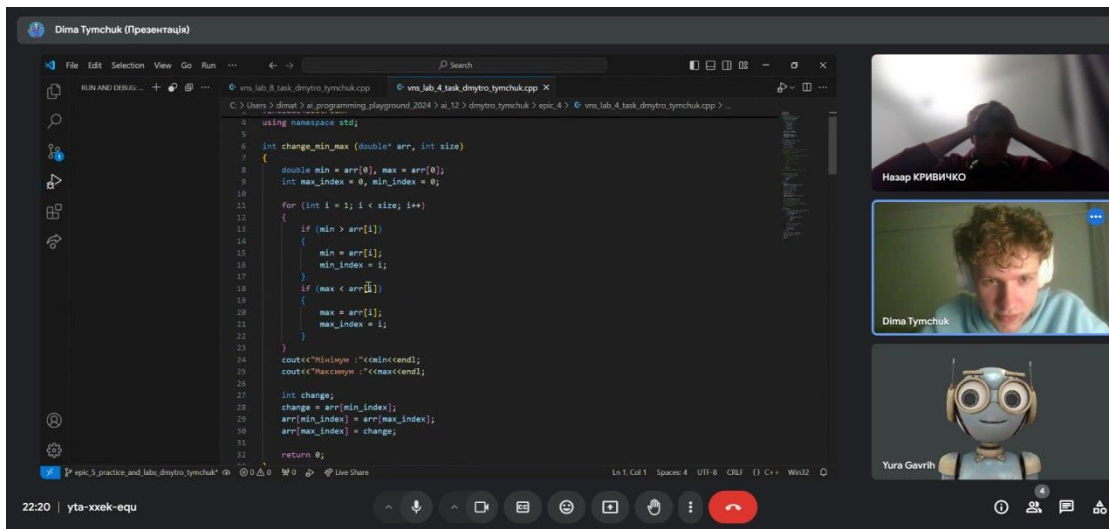 Dima Tymchuk (Презентація)
File Edit Selection View Go Run ...
Search
RUN AND DEBUG: ...
vns_lab_8_task_dmytro_tymchuk.cpp
vns_lab_4_task_dmytro_tymchuk.cpp
C: > Users > dimat > ai_programming_playground_2024 > ai_12 > dmytro_tymchuk > epic_4 > vns_lab_4_task_dmytro_tymchuk.cpp > ...
4 using namespace std;
5
6 int change_min_max (double* arr, int size)
7 {
8 double min = arr[0], max = arr[0];
9 int max_index = 0, min_index = 0;
10
11 for (int i = 1; i < size; i++)
12 {
13 if (min > arr[i])
14 {
15 min = arr[i];
16 min_index = i;
17 }
18 if (max < arr[i])
19 {
20 max = arr[i];
21 max_index = i;
22 }
23 }
24 cout<<"Мінімум :"<<min<<endl;
25 cout<<"Максимум :"<<max<<endl;
26
27 int change;
28 change = arr[min_index];
29 arr[min_index] = arr[max_index];
30 arr[max_index] = change;
31
32 return 0;
epic_5_practice_and_labs_dmytro_tymchuk*
0 0
0
Live Share
Ln 1, Col 1 Spaces: 4 UTF-8 CRLF {} C++ Win32
Назар КРИВИЧКО
Dima Tymchuk
Yura Gavrih
22:20 | yta-xxek-equ
4